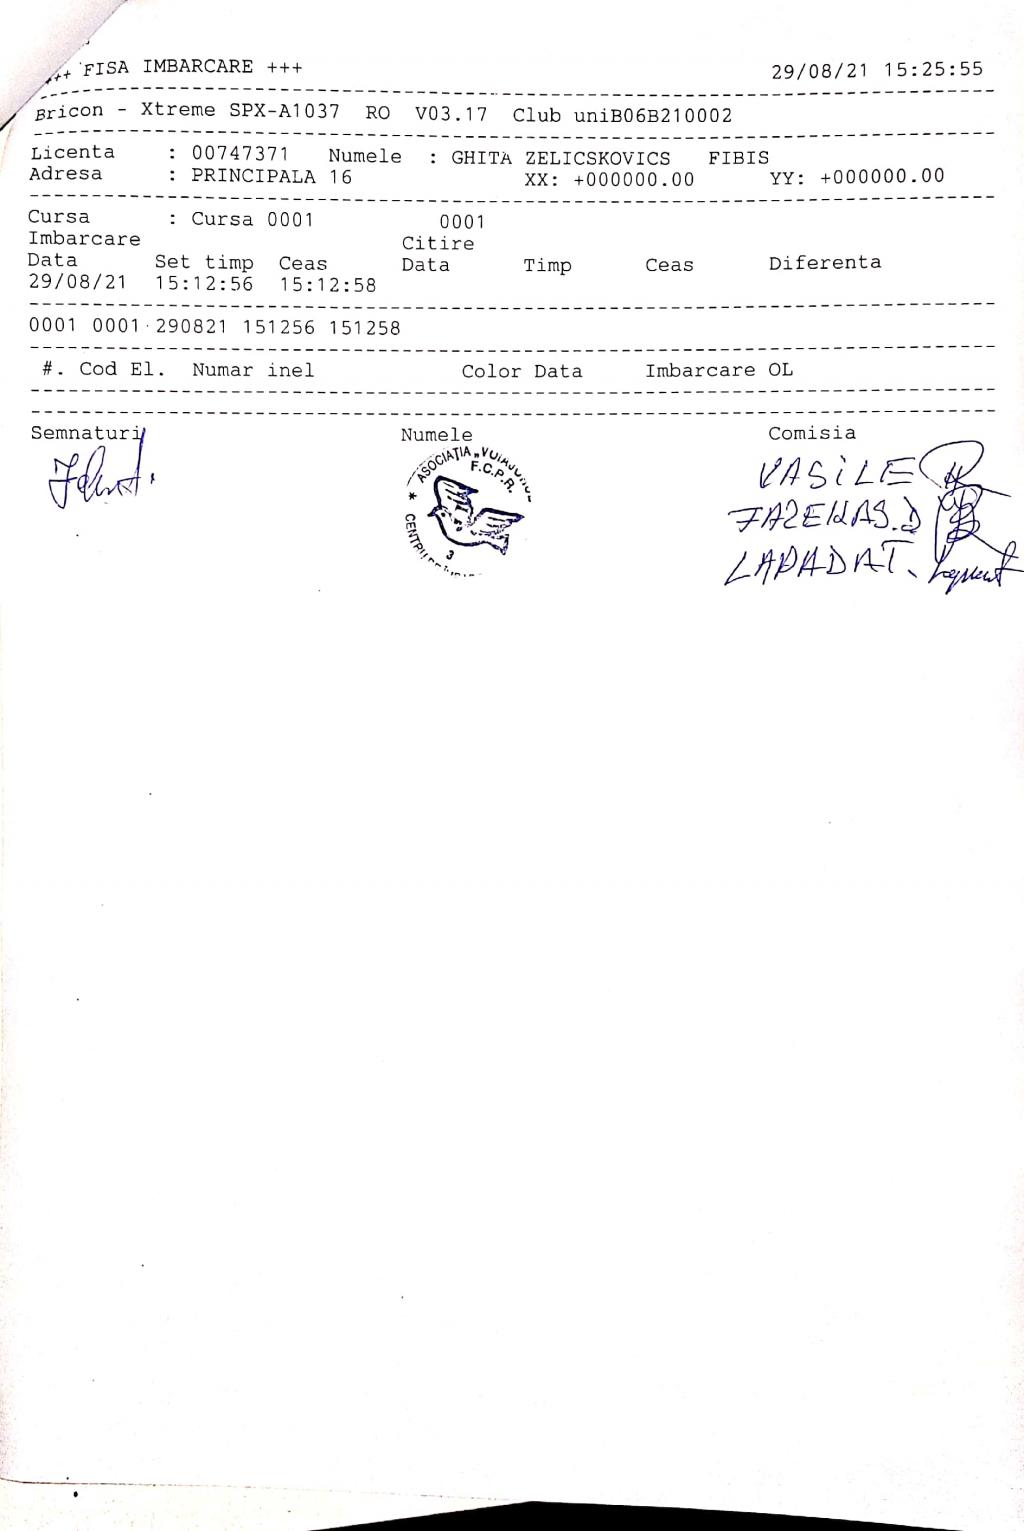 +++ FISA IMBARCARE +++ 29/08/21 15:25:55
Bricon - Xtreme SPX-A1037 RO V03.17 Club uniB06B210002
Licenta : 00747371 Numele : GHITA ZELICSKOVICS FIBIS
Adresa : PRINCIPALA 16 XX: +000000.00 YY: +000000.00
Cursa : Cursa 0001 0001
Imbarcare Citire
Data Set timp Ceas Data Timp Ceas Diferenta
29/08/21 15:12:56 15:12:58
0001 0001 290821 151256 151258
#. Cod El. Numar inel Color Data Imbarcare OL
Semnaturi Numele Comisia
ASOCIAŢIA
F.C.P.R.
3
VASILE
FAZEKAS.D
LAPADAT.